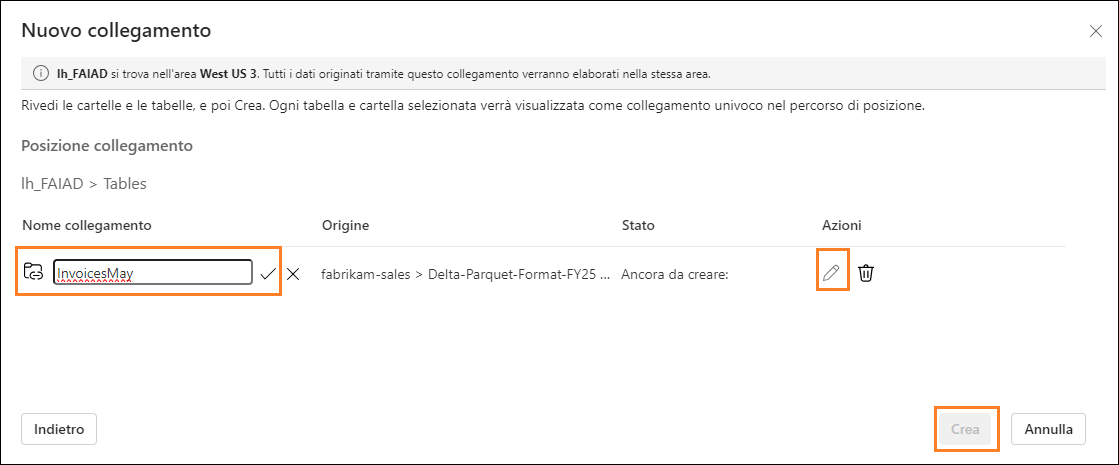 Nuovo collegamento
lh_FAIAD si trova nell'area West US 3. Tutti i dati originati tramite questo collegamento verranno elaborati nella stessa area.
Rivedi le cartelle e le tabelle, e poi Crea. Ogni tabella e cartella selezionata verrà visualizzata come collegamento univoco nel percorso di posizione.
Posizione collegamento
lh_FAIAD > Tables
Nome collegamento Origine Stato Azioni
InvoicesMay fabrikam-sales > Delta-Parquet-Format-FY25 ... Ancora da creare:
Indietro Crea Annulla